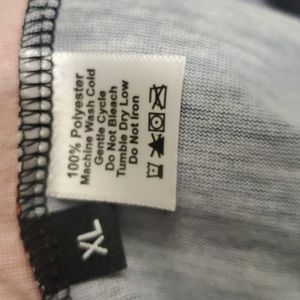 100% Polyester
Machine Wash Cold
Gentle Cycle
Do Not Bleach
Tumble Dry Low
Do Not Iron
XL